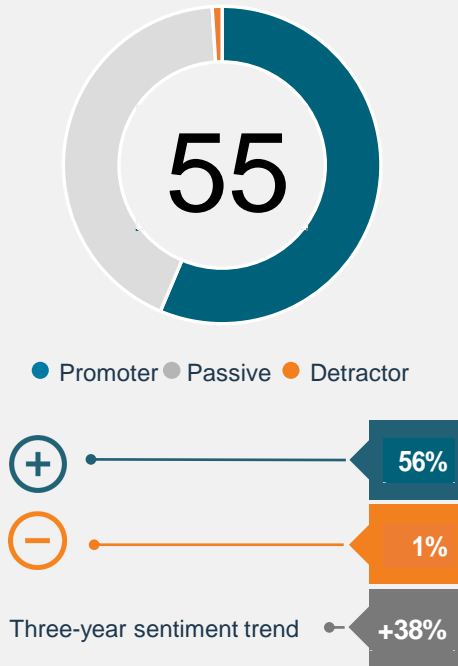 55
Promoter Passive Detractor
+ 56%
− 1%
Three-year sentiment trend +38%